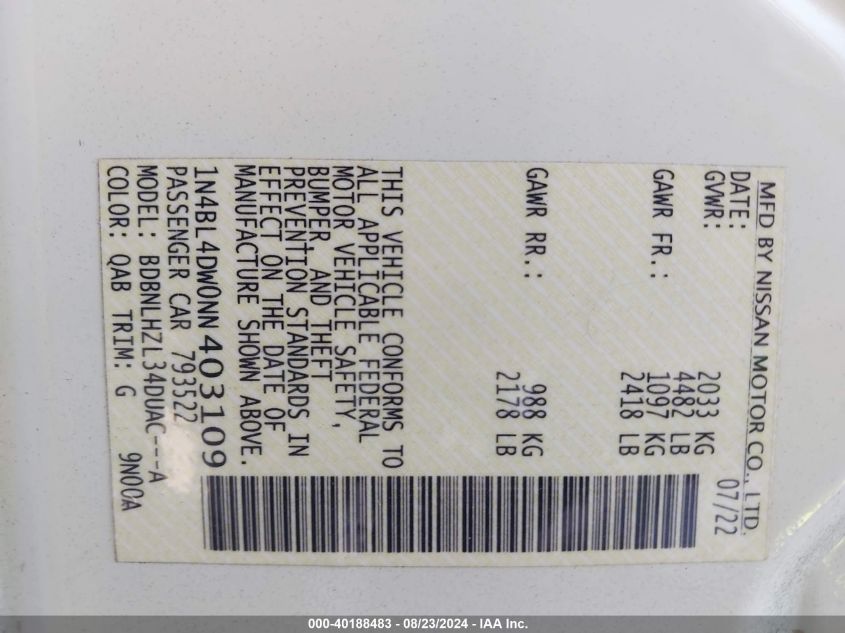 MFD BY NISSAN MOTOR CO., LTD.
DATE: 07/22
GVWR: 2033 KG
4482 LB
GAWR FR.: 1097 KG
2418 LB
GAWR RR.: 988 KG
2178 LB
THIS VEHICLE CONFORMS TO
ALL APPLICABLE FEDERAL
MOTOR VEHICLE SAFETY,
BUMPER, AND THEFT
PREVENTION STANDARDS IN
EFFECT ON THE DATE OF
MANUFACTURE SHOWN ABOVE.
1N4BL4DW0NN403109
PASSENGER CAR 793522
MODEL: BDBNLHZL34DUAC---A
COLOR: QAB TRIM: G 9N00A
000-40188483 - 08/23/2024 - IAA Inc.